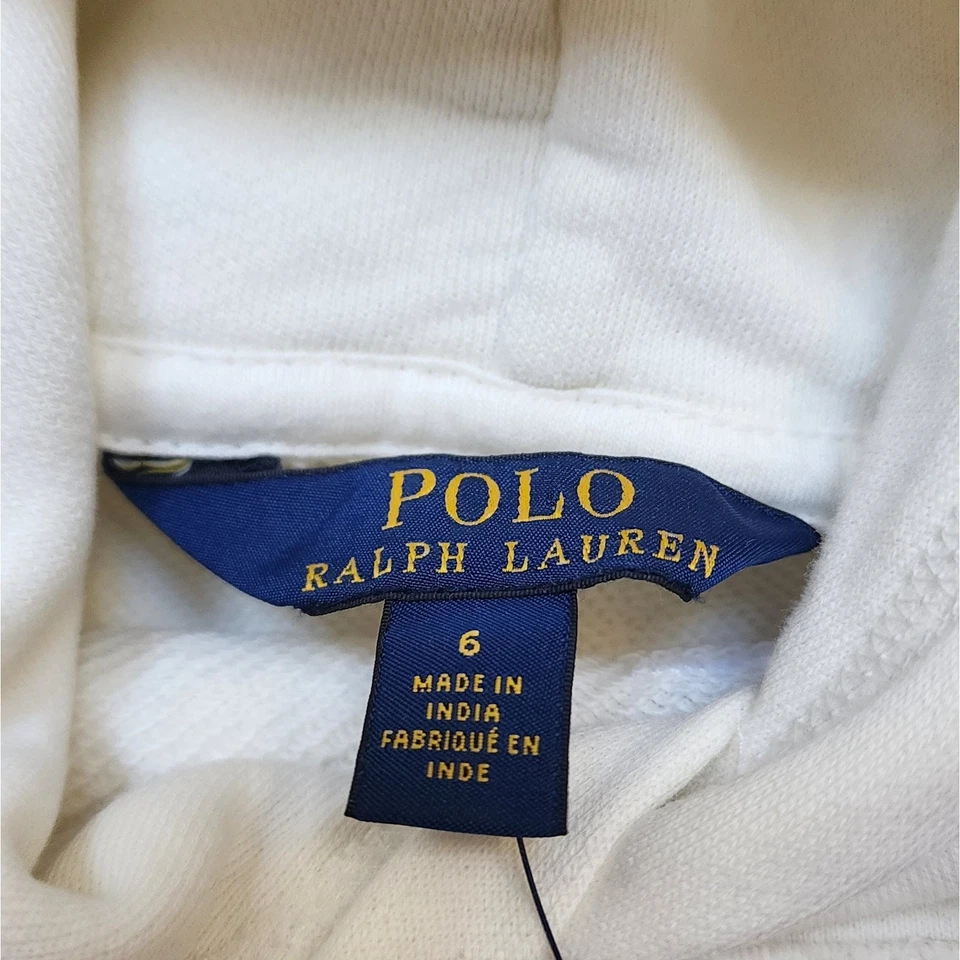 POLO
RALPH LAUREN
6
MADE IN
INDIA
FABRIQUÉ EN
INDE